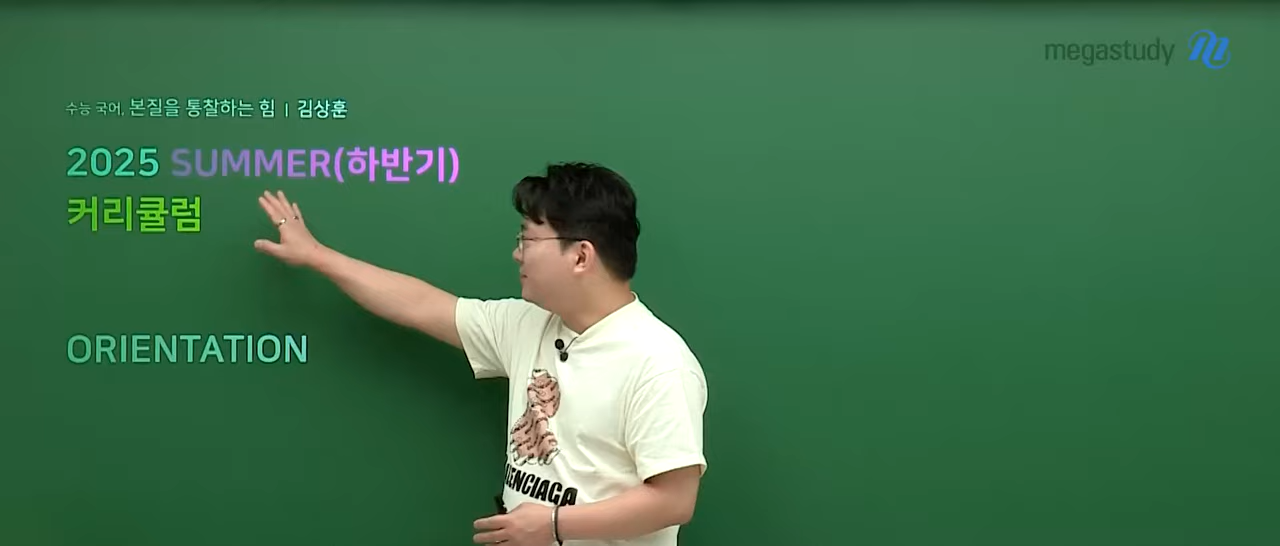 megastudy
수능 국어, 본질을 통찰하는 힘 | 김상훈
2025 SUMMER(하반기)
커리큘럼
ORIENTATION